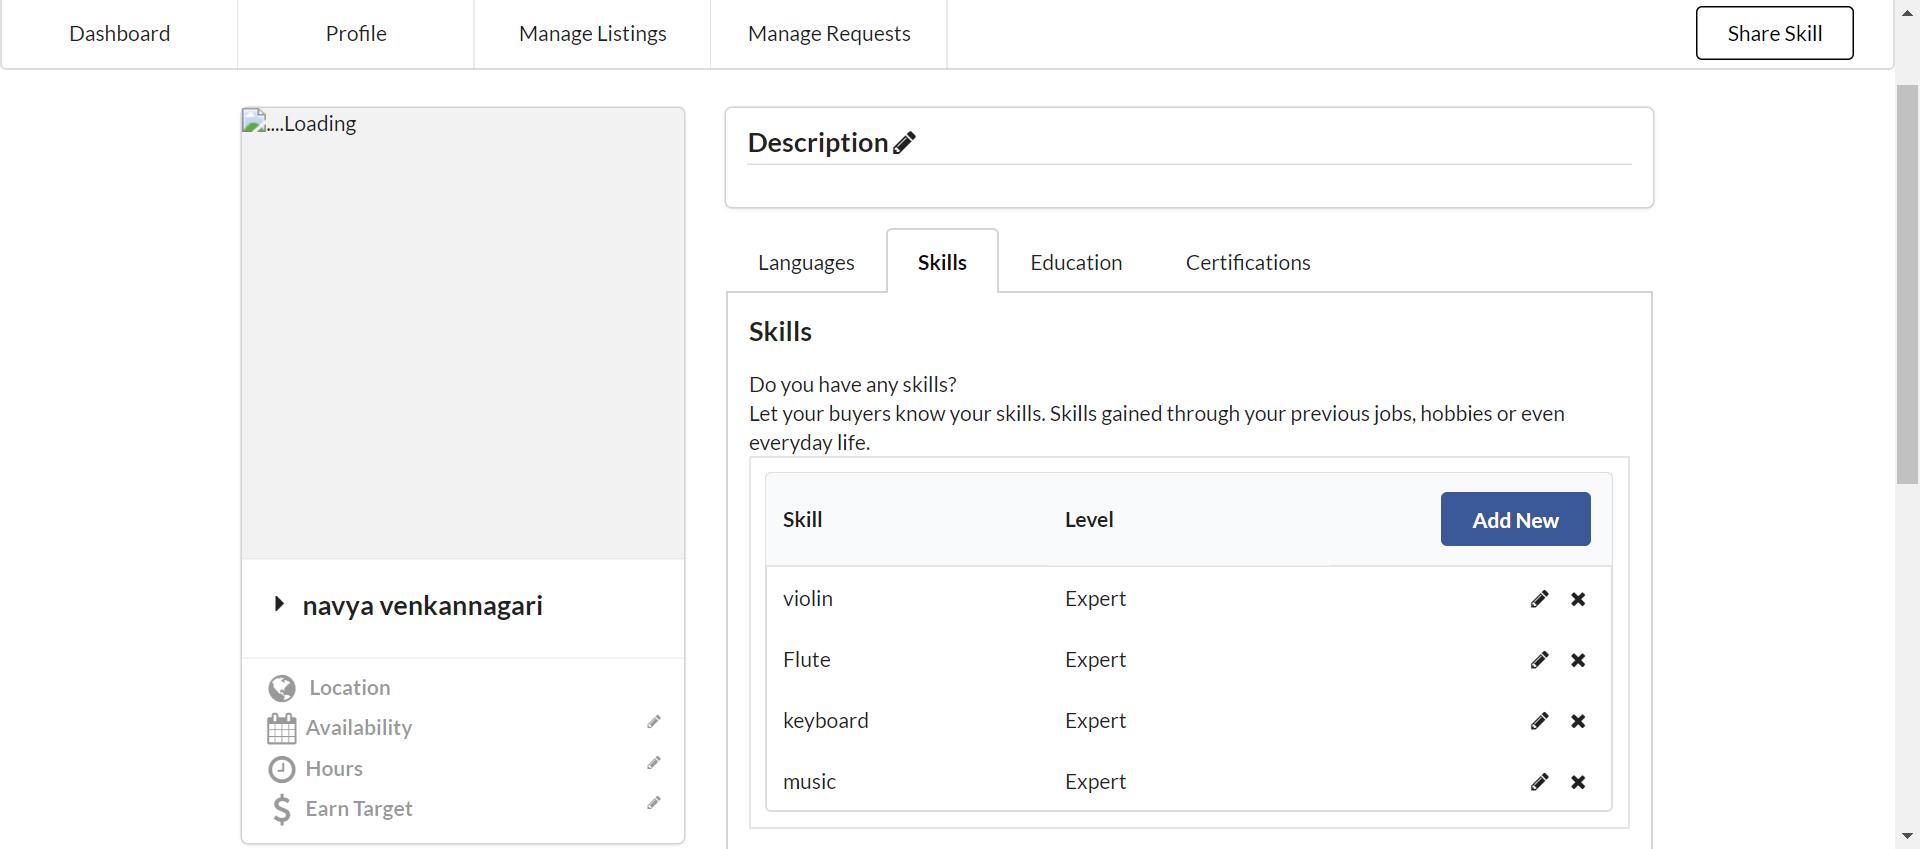 Dashboard
Profile
Manage Listings
Manage Requests
Share Skill
....Loading
navya venkannagari
Location
Availability
Hours
Earn Target
Description
Languages
Skills
Education
Certifications
Skills
Do you have any skills?
Let your buyers know your skills. Skills gained through your previous jobs, hobbies or even
everyday life.
Skill Level Add New
violin Expert
Flute Expert
keyboard Expert
music Expert